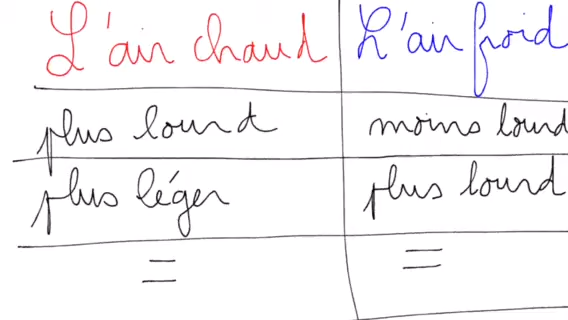 L'air chaud L'air froid
plus lourd moins lourd
plus léger plus lourd
= =